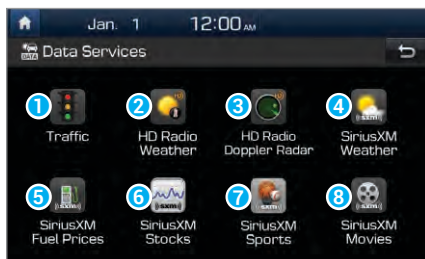 Jan. 1 12:00 AM
DATA Data Services
1 2 3 4
Traffic
HD Radio
Weather
HD Radio
Doppler Radar
SiriusXM
Weather
5 6 7 8
SiriusXM
Fuel Prices
SiriusXM
Stocks
SiriusXM
Sports
SiriusXM
Movies